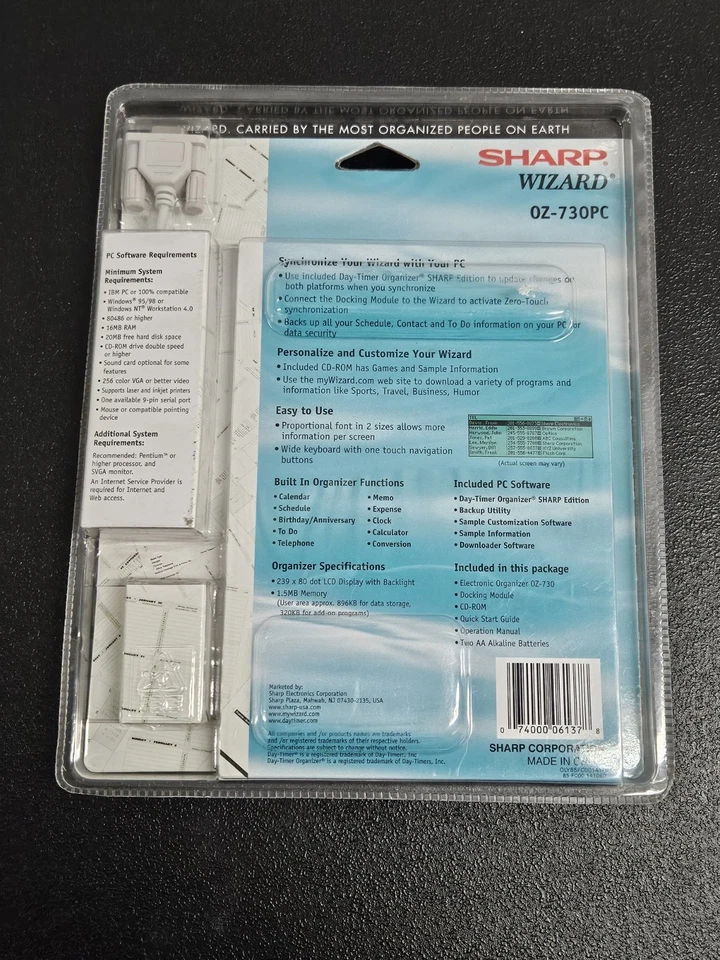 WIZARD, CARRIED BY THE MOST ORGANIZED PEOPLE ON EARTH
SHARP®
WIZARD®
OZ-730PC
PC Software Requirements
Minimum System
Requirements:
• IBM PC or 100% compatible
• Windows® 95/98 or
Windows NT® Workstation 4.0
• 80486 or higher
• 16MB RAM
• 20MB free hard disk space
• CD-ROM drive double speed
or higher
• Sound card optional for some
features
• 256 color VGA or better video
• Supports laser and inkjet printers
• One available 9-pin serial port
• Mouse or compatible pointing
device
Additional System
Requirements:
Recommended: Pentium™ or
higher processor, and
SVGA monitor.
An Internet Service Provider is
required for Internet and
Web access.
Synchronize Your Wizard with Your PC
• Use included Day-Timer Organizer® SHARP Edition to update changes on
both platforms when you synchronize
• Connect the Docking Module to the Wizard to activate Zero-Touch
synchronization
• Backs up all your Schedule, Contact and To Do information on your PC for
data security
Personalize and Customize Your Wizard
• Included CD-ROM has Games and Sample Information
• Use the myWizard.com web site to download a variety of programs and
information like Sports, Travel, Business, Humor
Easy to Use
• Proportional font in 2 sizes allows more
information per screen
• Wide keyboard with one touch navigation
buttons
(Actual screen may vary)
Built In Organizer Functions
• Calendar
• Schedule
• Birthday/Anniversary
• To Do
• Telephone
• Memo
• Expense
• Clock
• Calculator
• Conversion
Included PC Software
• Day-Timer Organizer® SHARP Edition
• Backup Utility
• Sample Customization Software
• Sample Information
• Downloader Software
Organizer Specifications
• 239 x 80 dot LCD Display with Backlight
• 1.5MB Memory
(User area approx. 896KB for data storage,
320KB for add-on programs)
Included in this package
• Electronic Organizer OZ-730
• Docking Module
• CD-ROM
• Quick Start Guide
• Operation Manual
• Two AA Alkaline Batteries
Marketed by:
Sharp Electronics Corporation
Sharp Plaza, Mahwah, NJ 07430-2135, USA
www.sharp-usa.com
www.mywizard.com
www.daytimer.com
All companies and /or products names are trademarks
and /or registered trademarks of their respective holders.
Specifications are subject to change without notice.
Day-Timer® is a registered trademark of Day-Timers, Inc.
Day-Timer Organizer® is a registered trademark of Day-Timers, Inc.
0 74000 06137 8
SHARP CORPORATION
MADE IN